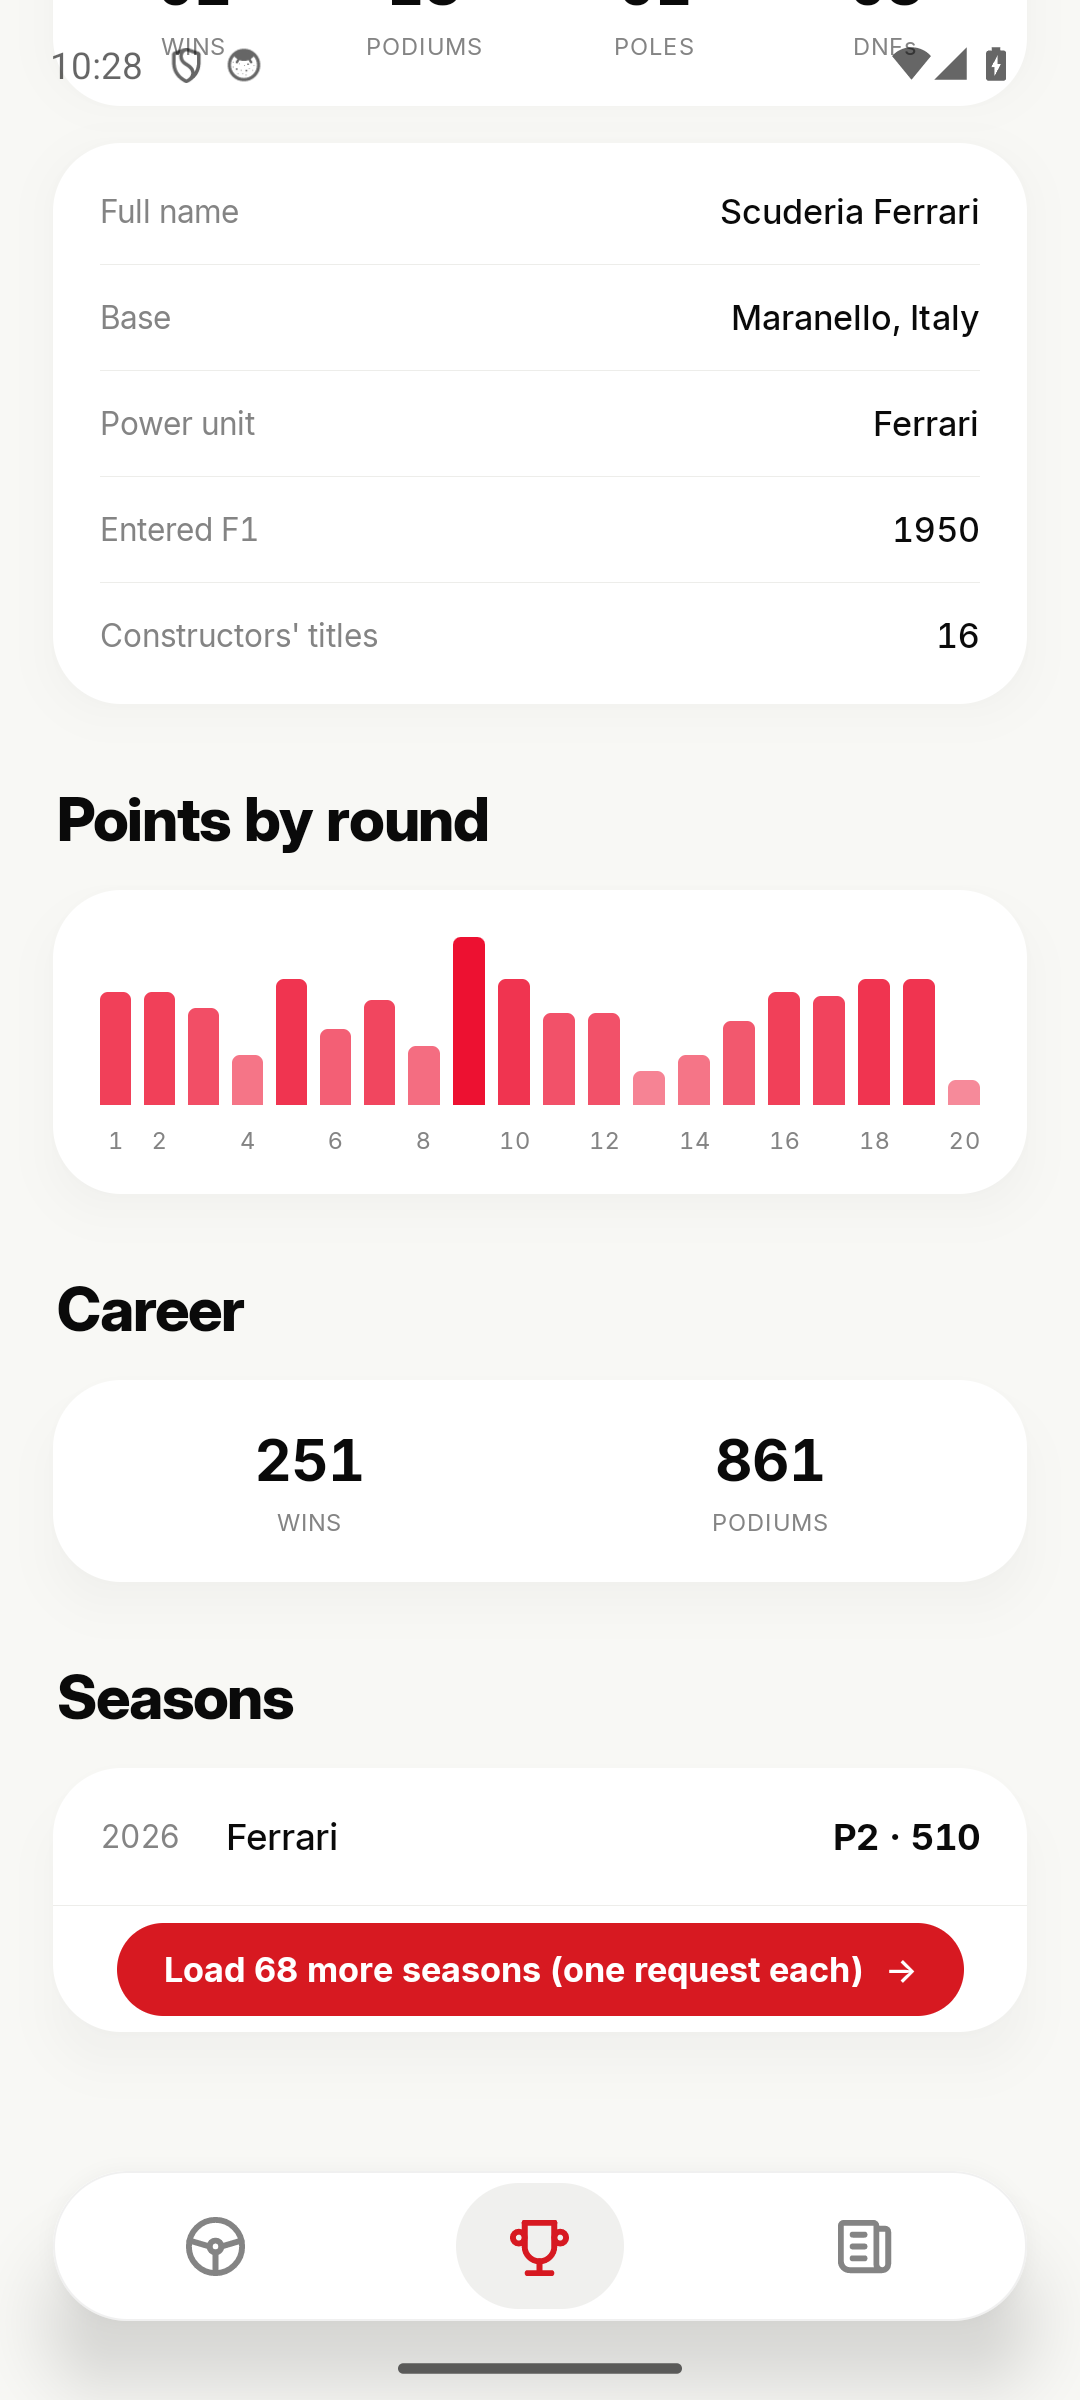 WINS PODIUMS POLES DNFs
10:28
Full name Scuderia Ferrari
Base Maranello, Italy
Power unit Ferrari
Entered F1 1950
Constructors' titles 16
Points by round
1 2 4 6 8 10 12 14 16 18 20
Career
251 861
WINS PODIUMS
Seasons
2026 Ferrari P2 · 510
Load 68 more seasons (one request each) →